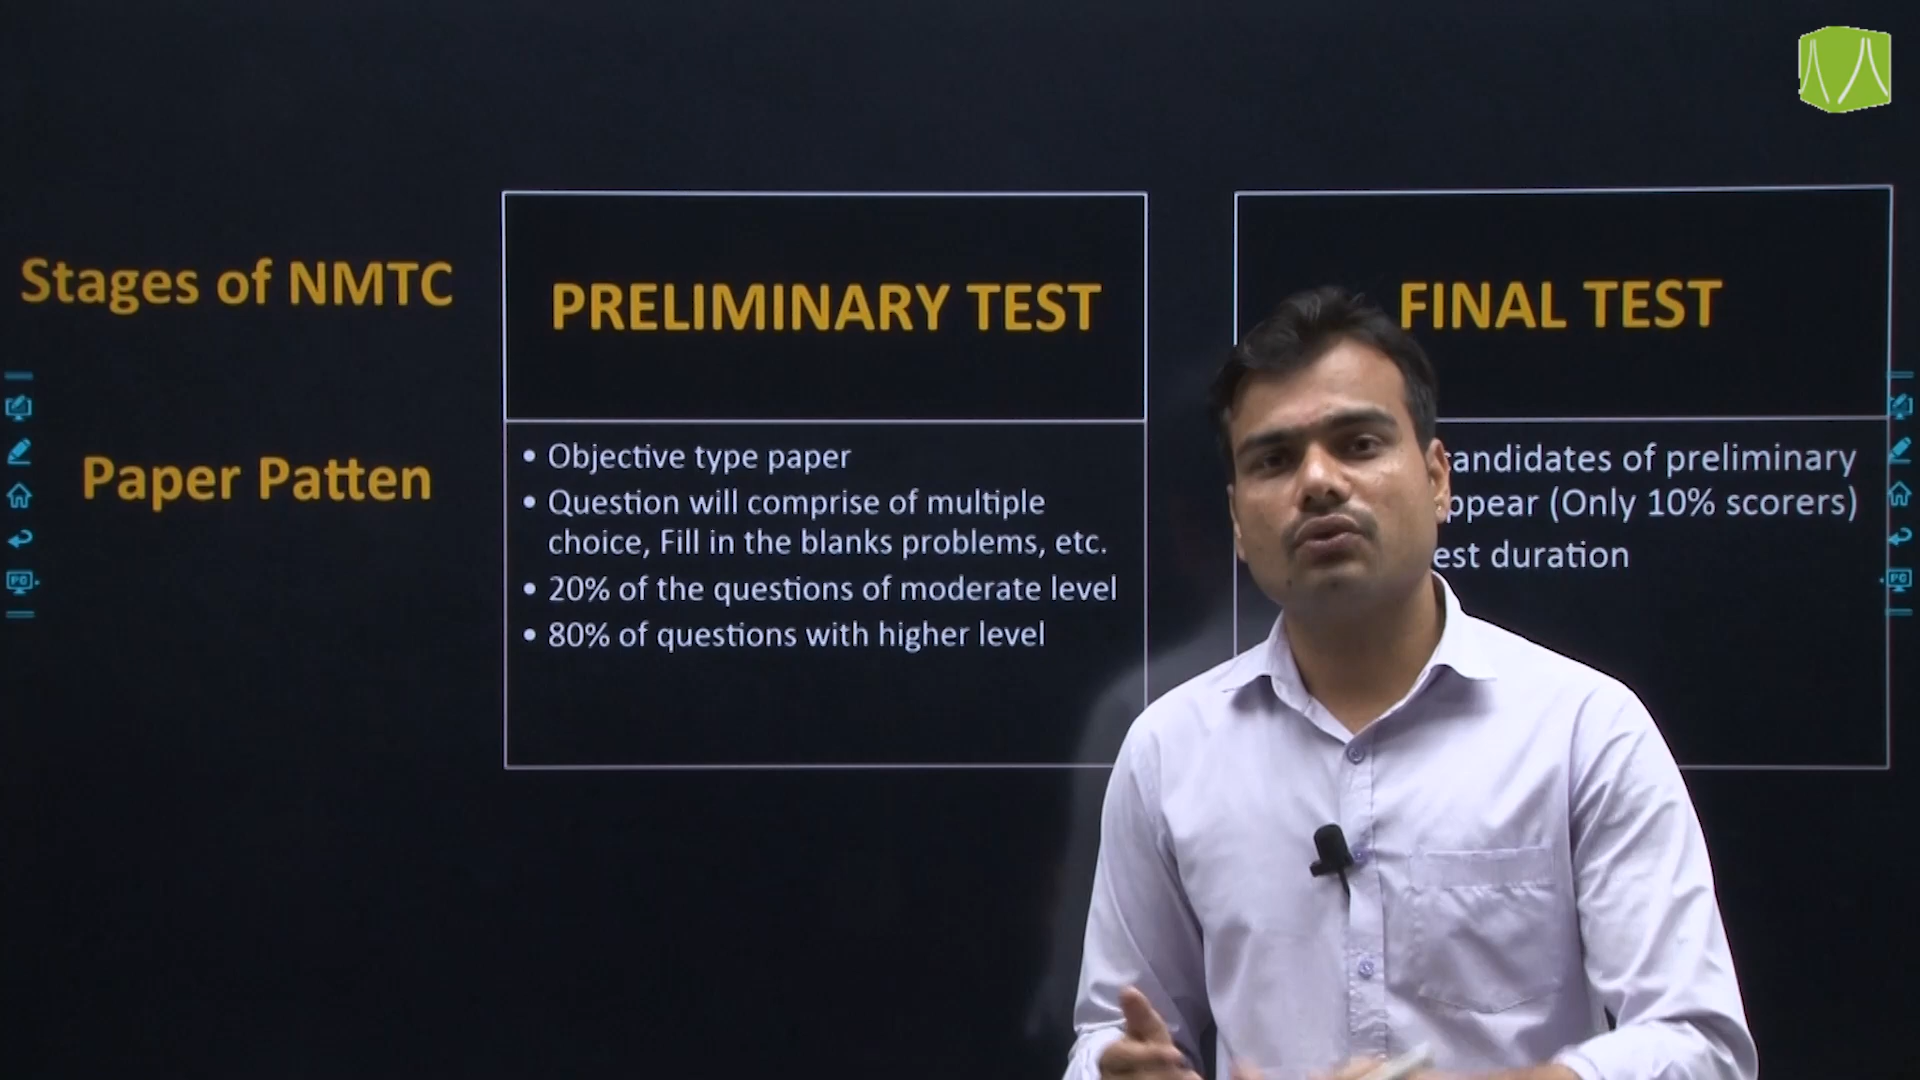 Stages of NMTC
PRELIMINARY TEST
FINAL TEST
Paper Patten
• Objective type paper
• Question will comprise of multiple
choice, Fill in the blanks problems, etc.
• 20% of the questions of moderate level
• 80% of questions with higher level
candidates of preliminary
(Only 10% scorers)
duration